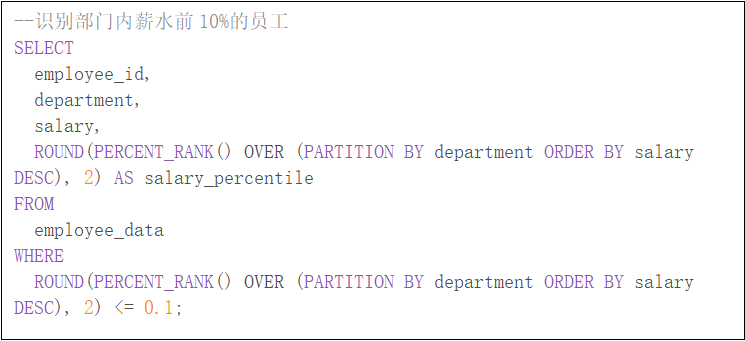 --识别部门内薪水前10%的员工
SELECT
  employee_id,
  department,
  salary,
  ROUND(PERCENT_RANK() OVER (PARTITION BY department ORDER BY salary
DESC), 2) AS salary_percentile
FROM
  employee_data
WHERE
  ROUND(PERCENT_RANK() OVER (PARTITION BY department ORDER BY salary
DESC), 2) <= 0.1;